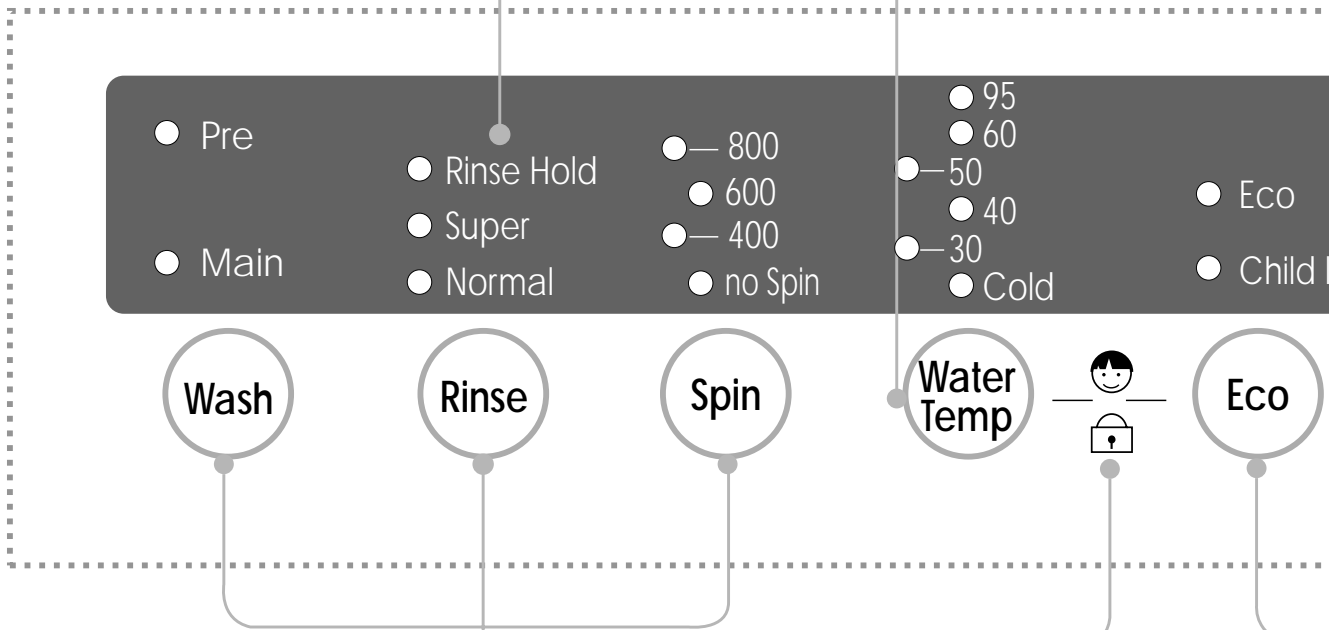 Pre
Main
Rinse Hold
Super
Normal
800
600
400
no Spin
95
60
50
40
30
Cold
Eco
Child
Wash
Rinse
Spin
Water
Temp
Eco